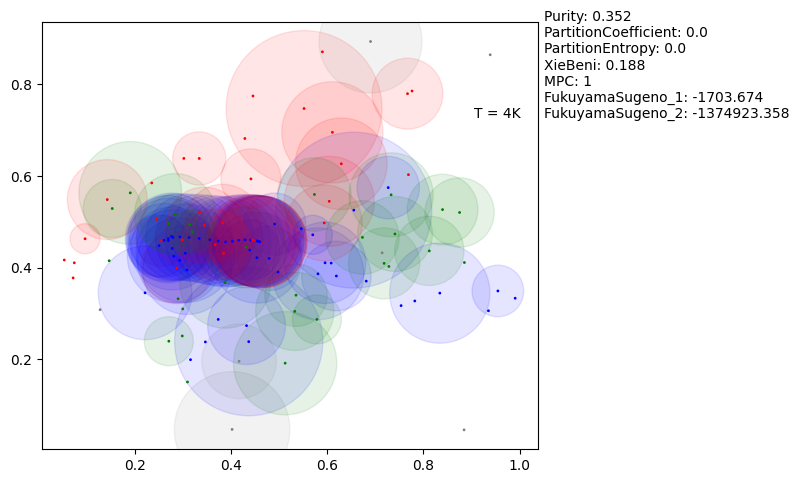 Purity: 0.352
PartitionCoefficient: 0.0
PartitionEntropy: 0.0
XieBeni: 0.188
MPC: 1
FukuyamaSugeno_1: -1703.674
FukuyamaSugeno_2: -1374923.358
T = 4K
0.8
0.6
0.4
0.2
0.2 0.4 0.6 0.8 1.0